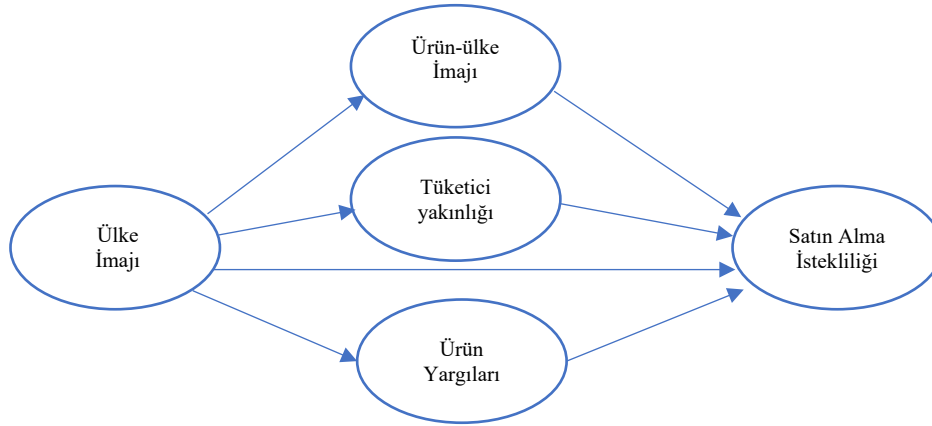 Ürün-ülke
İmajı
Tüketici
yakınlığı
Ülke
İmajı
Satın Alma
İstekliliği
Ürün
Yargıları